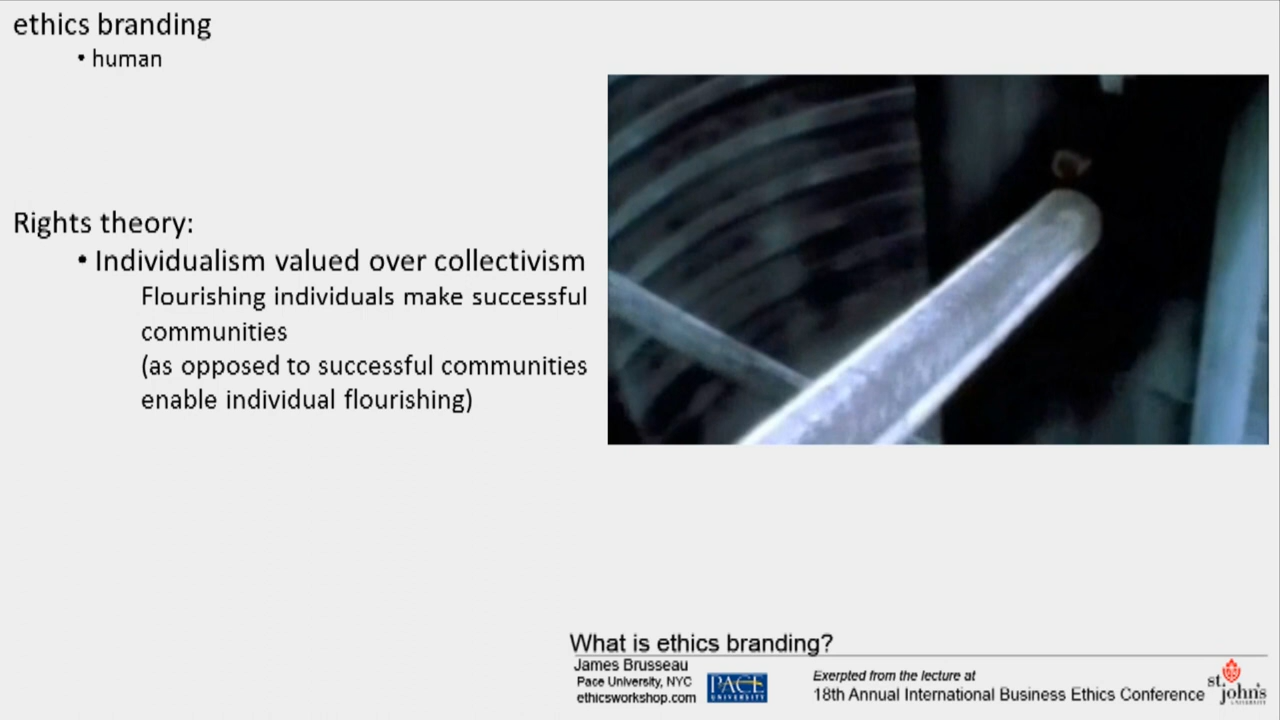 ethics branding
• human
Rights theory:
• Individualism valued over collectivism
Flourishing individuals make successful
communities
(as opposed to successful communities
enable individual flourishing)
What is ethics branding?
James Brusseau
Pace University, NYC
ethicsworkshop.com
PACE
UNIVERSITY
Exerpted from the lecture at
18th Annual International Business Ethics Conference
st.
john's
UNIVERSITY